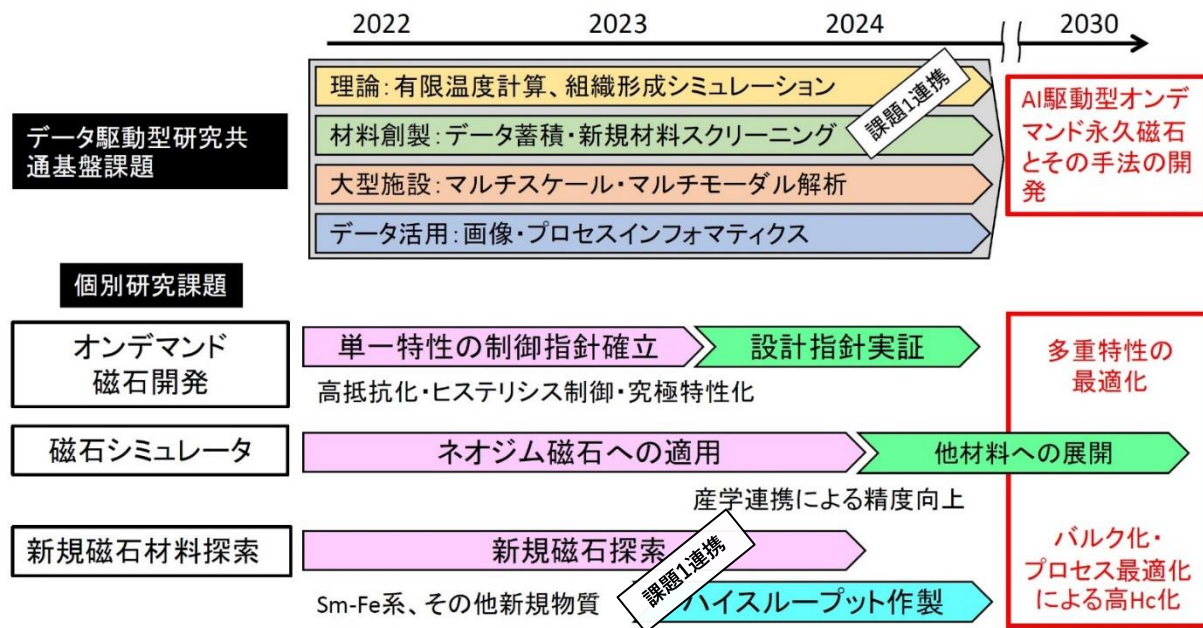 2022 2023 2024 2030
データ駆動型研究共
通基盤課題
理論：有限温度計算、組織形成シミュレーション
材料創製：データ蓄積・新規材料スクリーニング
大型施設：マルチスケール・マルチモーダル解析
データ活用：画像・プロセスインフォマティクス
課題1連携
AI駆動型オンデ
マンド永久磁石
とその手法の開
発
個別研究課題
オンデマンド
磁石開発
単一特性の制御指針確立
設計指針実証
高抵抗化・ヒステリシス制御・究極特性化
多重特性の
最適化
磁石シミュレータ
ネオジム磁石への適用
他材料への展開
産学連携による精度向上
新規磁石材料探索
新規磁石探索
課題1連携
Sm-Fe系、その他新規物質
ハイスループット作製
バルク化・
プロセス最適化
による高Hc化